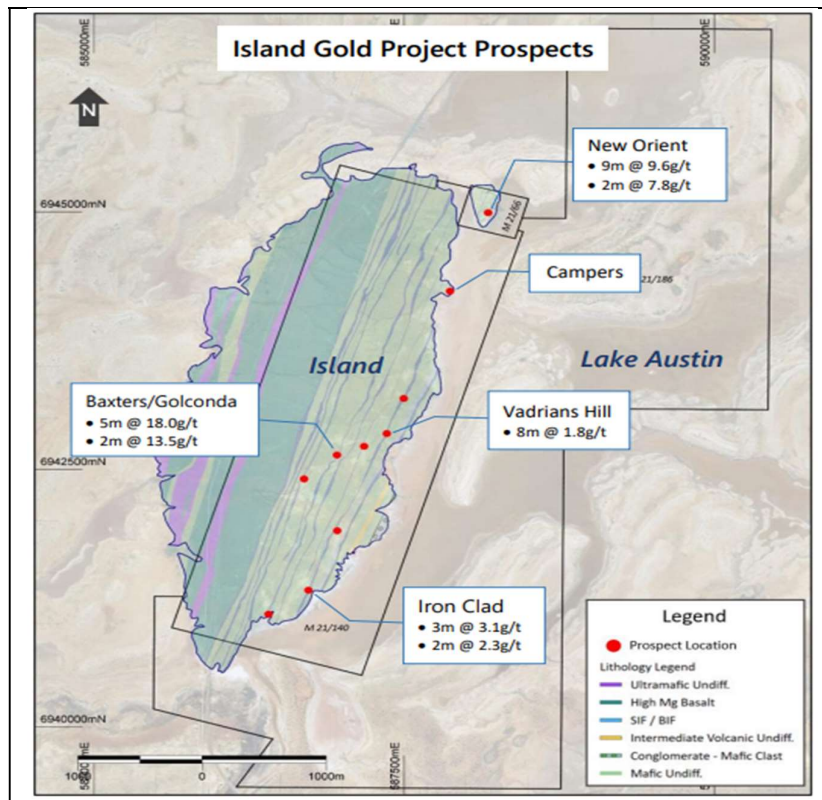 Island Gold Project Prospects
585000mE
590000mE
N
New Orient
• 9m @ 9.6g/t
• 2m @ 7.8g/t
6945000mN
M 21/66
Campers
21/186
Island
Lake Austin
Baxters/Golconda
• 5m @ 18.0g/t
• 2m @ 13.5g/t
Vadrians Hill
• 8m @ 1.8g/t
6942500mN
Iron Clad
• 3m @ 3.1g/t
• 2m @ 2.3g/t
M 21/140
Legend
Prospect Location
Lithology Legend
Ultramafic Undiff.
High Mg Basalt
SIF / BIF
Intermediate Volcanic Undiff.
Conglomerate - Mafic Clast
Mafic Undiff.
6940000mN
0
1000m
587500mE